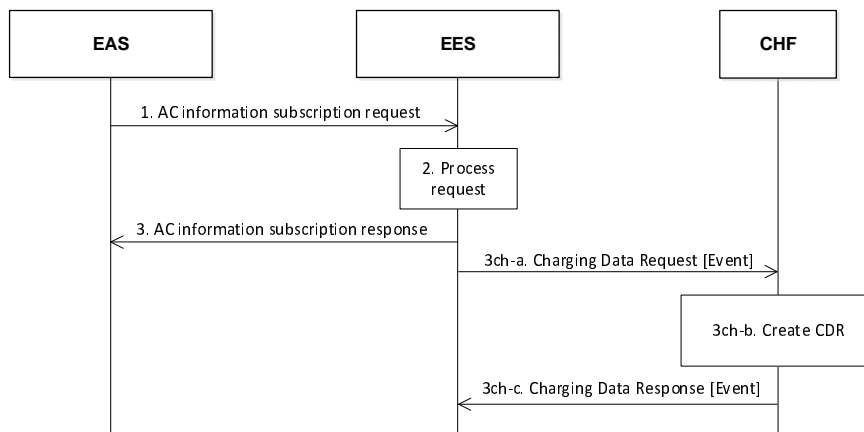 EAS
EES
CHF
1. AC information subscription request
2. Process
request
3. AC information subscription response
3ch-a. Charging Data Request [Event]
3ch-b. Create CDR
3ch-c. Charging Data Response [Event]